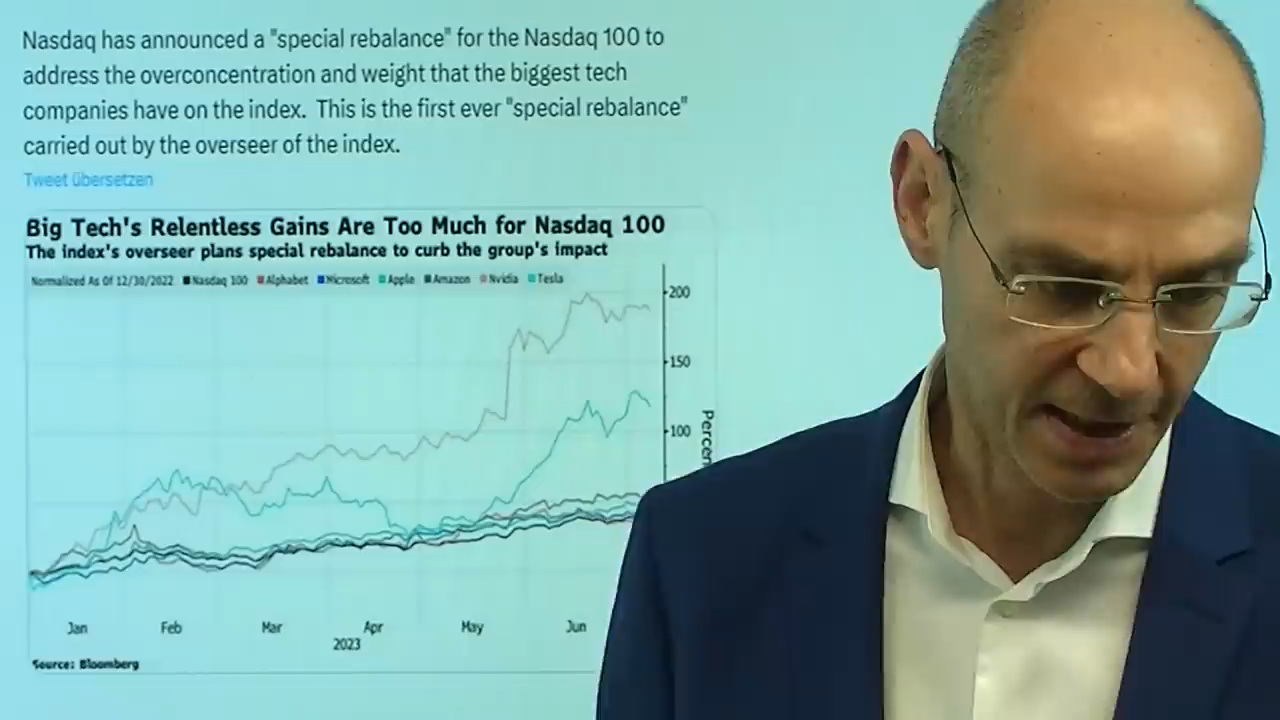 Nasdaq has announced a "special rebalance" for the Nasdaq 100 to
address the overconcentration and weight that the biggest tech
companies have on the index. This is the first ever "special rebalance"
carried out by the overseer of the index.
Tweet übersetzen
Big Tech's Relentless Gains Are Too Much for Nasdaq 100
The index's overseer plans special rebalance to curb the group's impact
Normalized As Of 12/30/2022 Nasdaq 100 Alphabet Microsoft Apple Amazon Nvidia Tesla
200
150
100
Percen
Jan Feb Mar Apr May Jun
2023
Source: Bloomberg